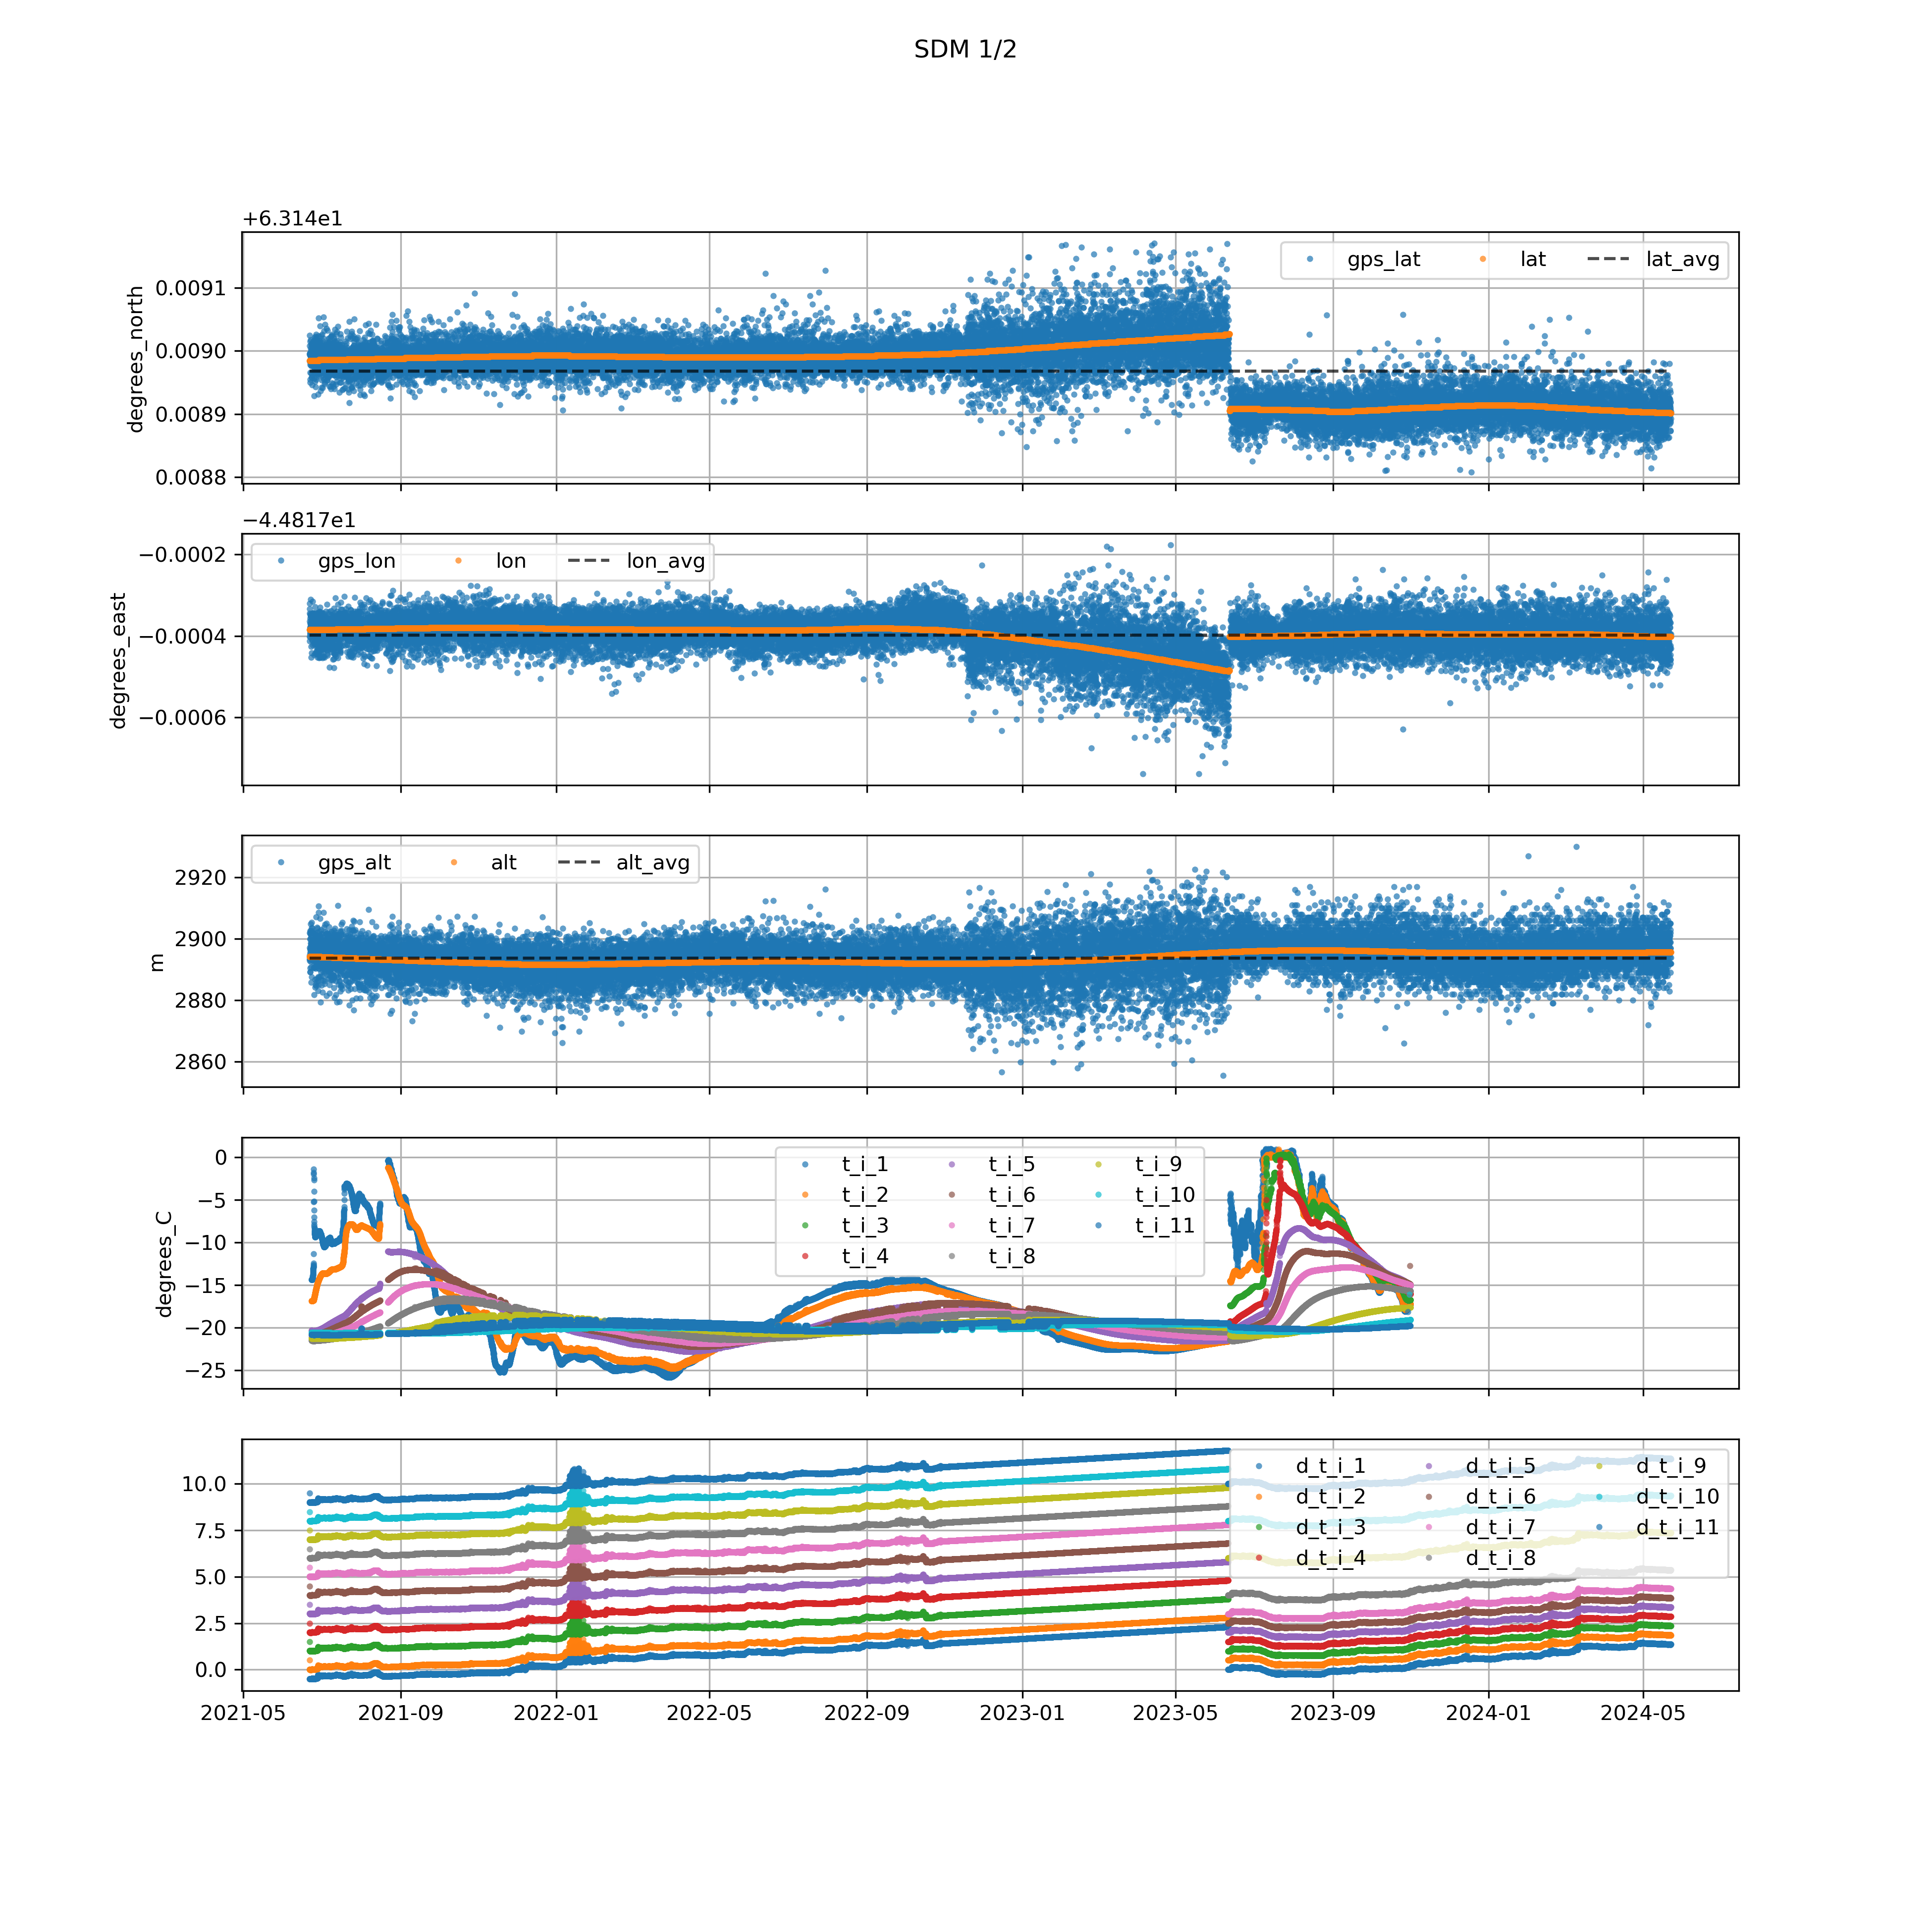 SDM 1/2
+6.314e1
degrees_north
0.0091
0.0090
0.0089
0.0088
gps_lat lat lat_avg
−4.4817e1
degrees_east
−0.0002
−0.0004
−0.0006
gps_lon lon lon_avg
m
2920
2900
2880
2860
gps_alt alt alt_avg
degrees_C
0
−5
−10
−15
−20
−25
t_i_1 t_i_5 t_i_9
t_i_2 t_i_6 t_i_10
t_i_3 t_i_7 t_i_11
t_i_4 t_i_8
10.0
7.5
5.0
2.5
0.0
d_t_i_1 d_t_i_5 d_t_i_9
d_t_i_2 d_t_i_6 d_t_i_10
d_t_i_3 d_t_i_7 d_t_i_11
d_t_i_4 d_t_i_8
2021-05 2021-09 2022-01 2022-05 2022-09 2023-01 2023-05 2023-09 2024-01 2024-05